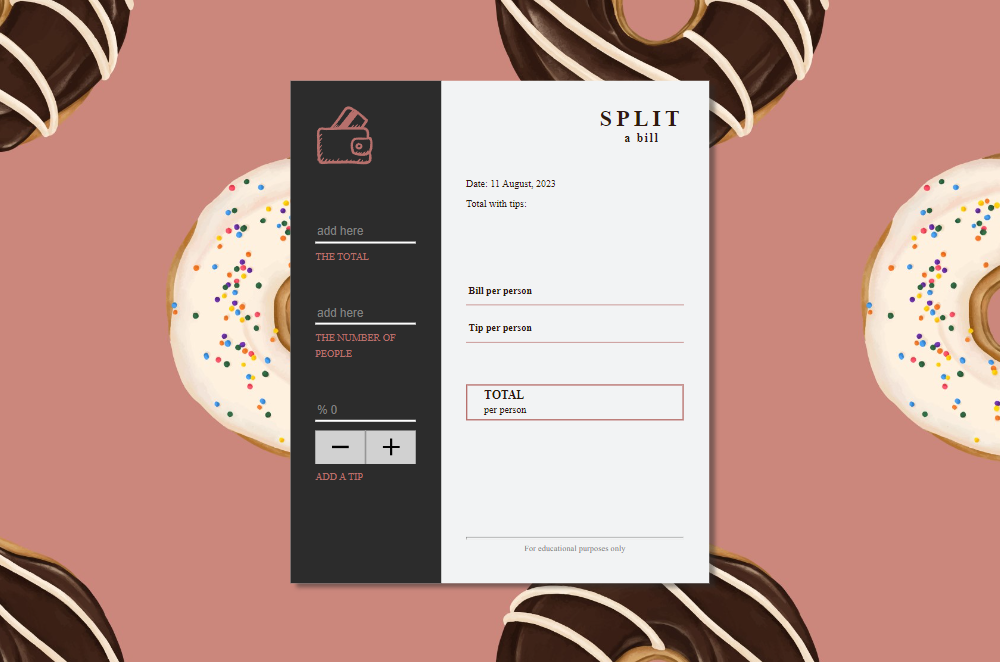 add here
THE TOTAL
add here
THE NUMBER OF
PEOPLE
% 0
ADD A TIP
SPLIT
a bill
Date: 11 August, 2023
Total with tips:
Bill per person
Tip per person
TOTAL
per person
For educational purposes only